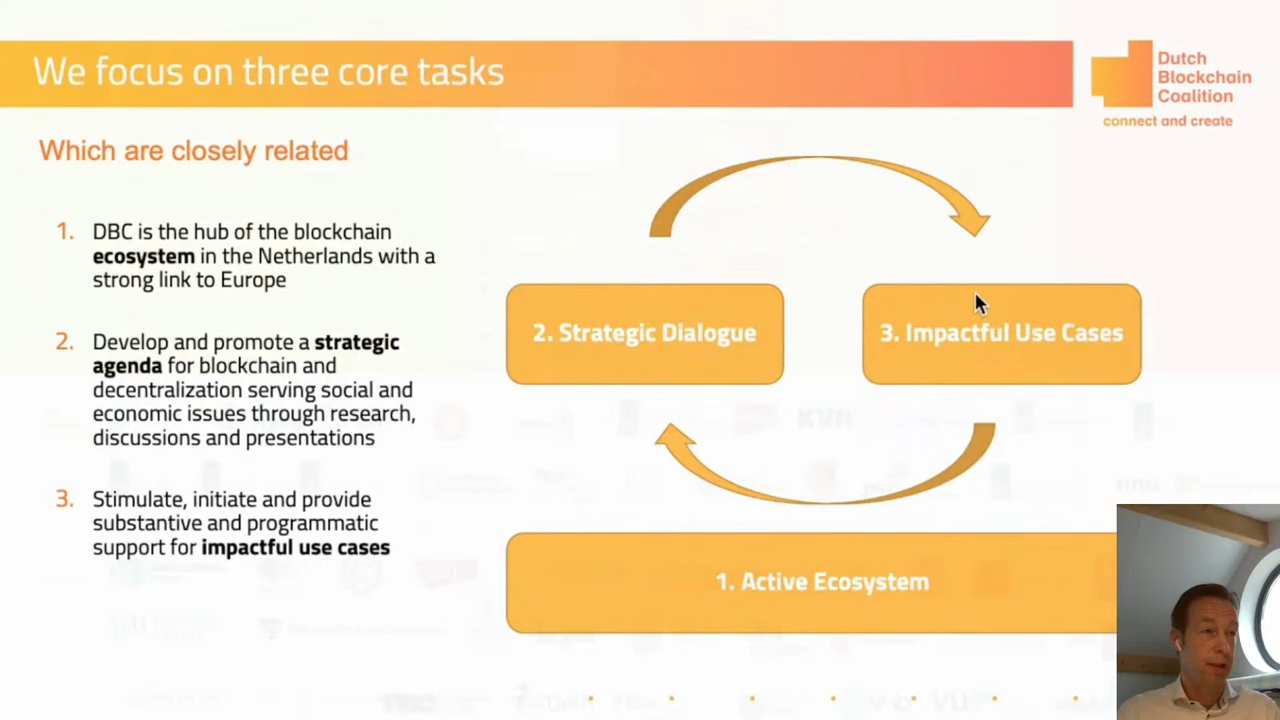 We focus on three core tasks
Dutch
Blockchain
Coalition
connect and create
Which are closely related
1. DBC is the hub of the blockchain
ecosystem in the Netherlands with a
strong link to Europe
2. Develop and promote a strategic
agenda for blockchain and
decentralization serving social and
economic issues through research,
discussions and presentations
3. Stimulate, initiate and provide
substantive and programmatic
support for impactful use cases
2. Strategic Dialogue
3. Impactful Use Cases
1. Active Ecosystem